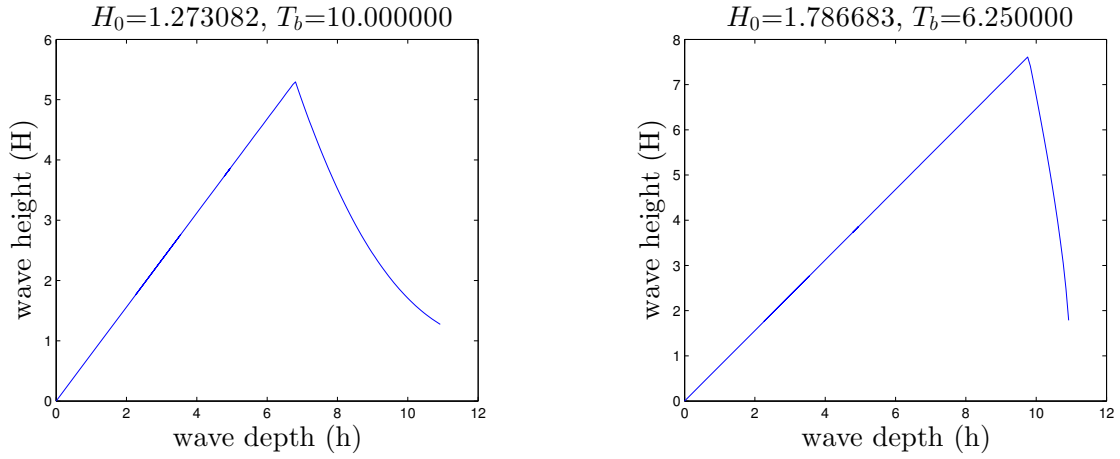 H₀=1.273082, T_b=10.000000
6
5
4
3
2
1
0
0 2 4 6 8 10 12
wave height (H)
wave depth (h)
H₀=1.786683, T_b=6.250000
8
7
6
5
4
3
2
1
0
0 2 4 6 8 10 12
wave height (H)
wave depth (h)